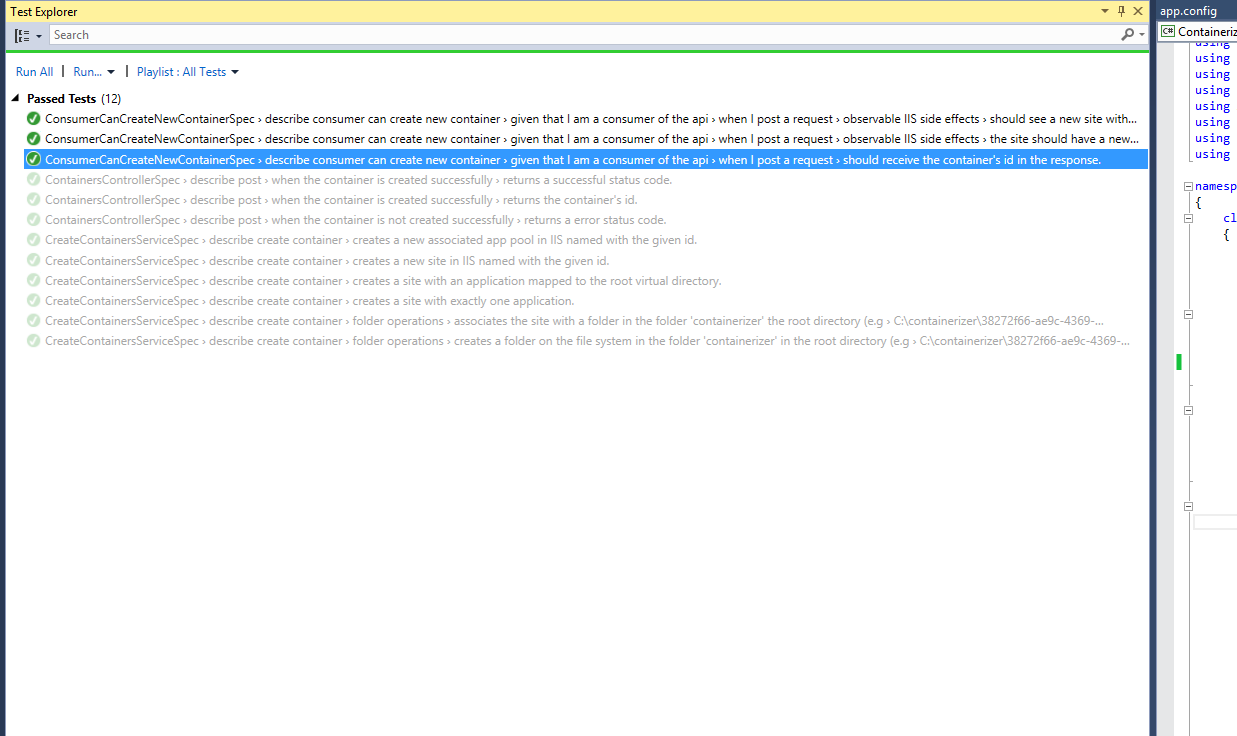 Test Explorer
Search
Run All | Run... | Playlist : All Tests
Passed Tests (12)
ConsumerCanCreateNewContainerSpec › describe consumer can create new container › given that I am a consumer of the api › when I post a request › observable IIS side effects › should see a new site with...
ConsumerCanCreateNewContainerSpec › describe consumer can create new container › given that I am a consumer of the api › when I post a request › observable IIS side effects › the site should have a new...
ConsumerCanCreateNewContainerSpec › describe consumer can create new container › given that I am a consumer of the api › when I post a request › should receive the container's id in the response.
ContainersControllerSpec › describe post › when the container is created successfully › returns a successful status code.
ContainersControllerSpec › describe post › when the container is created successfully › returns the container's id.
ContainersControllerSpec › describe post › when the container is not created successfully › returns a error status code.
CreateContainersServiceSpec › describe create container › creates a new associated app pool in IIS named with the given id.
CreateContainersServiceSpec › describe create container › creates a new site in IIS named with the given id.
CreateContainersServiceSpec › describe create container › creates a site with an application mapped to the root virtual directory.
CreateContainersServiceSpec › describe create container › creates a site with exactly one application.
CreateContainersServiceSpec › describe create container › folder operations › associates the site with a folder in the folder 'containerizer' the root directory (e.g › C:\containerizer\38272f66-ae9c-4369-...
CreateContainersServiceSpec › describe create container › folder operations › creates a folder on the file system in the folder 'containerizer' in the root directory (e.g › C:\containerizer\38272f66-ae9c-4369-...
app.config
C# Containeriz
using
using
using
using
using
using
using
using
namesp
{
cl
{